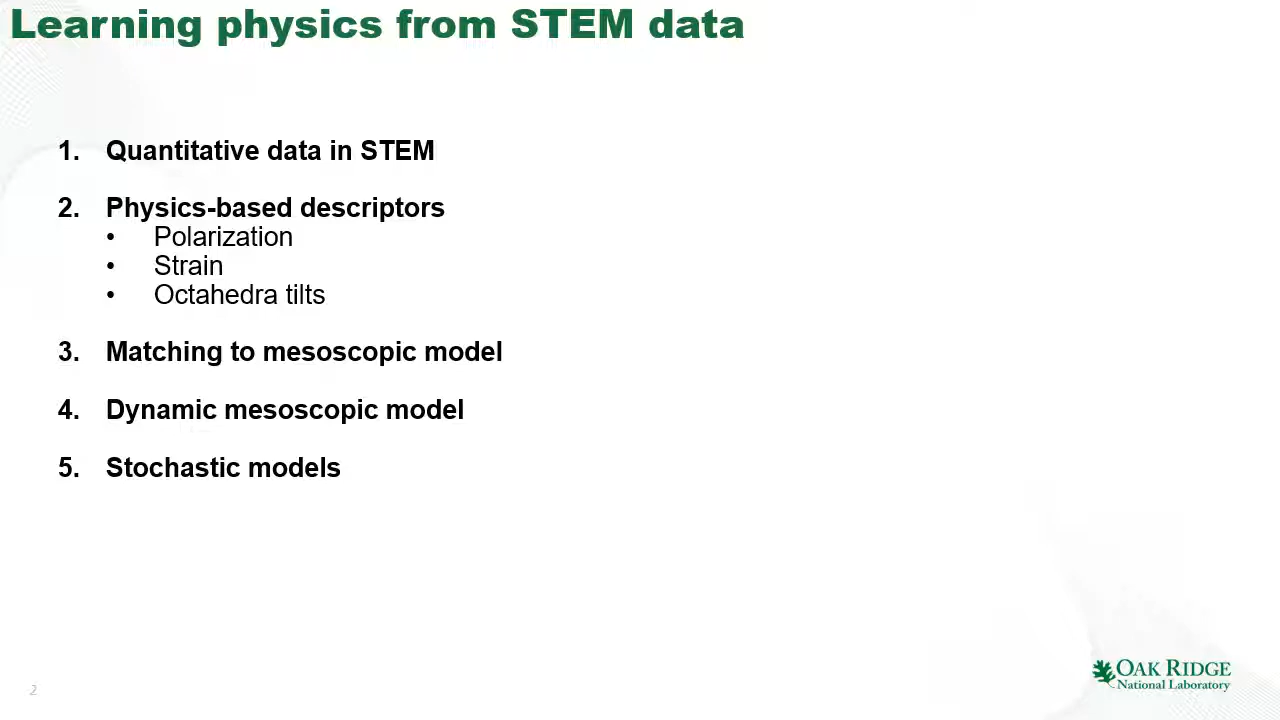 Learning physics from STEM data
1. Quantitative data in STEM
2. Physics-based descriptors
• Polarization
• Strain
• Octahedra tilts
3. Matching to mesoscopic model
4. Dynamic mesoscopic model
5. Stochastic models
OAK RIDGE
National Laboratory
2